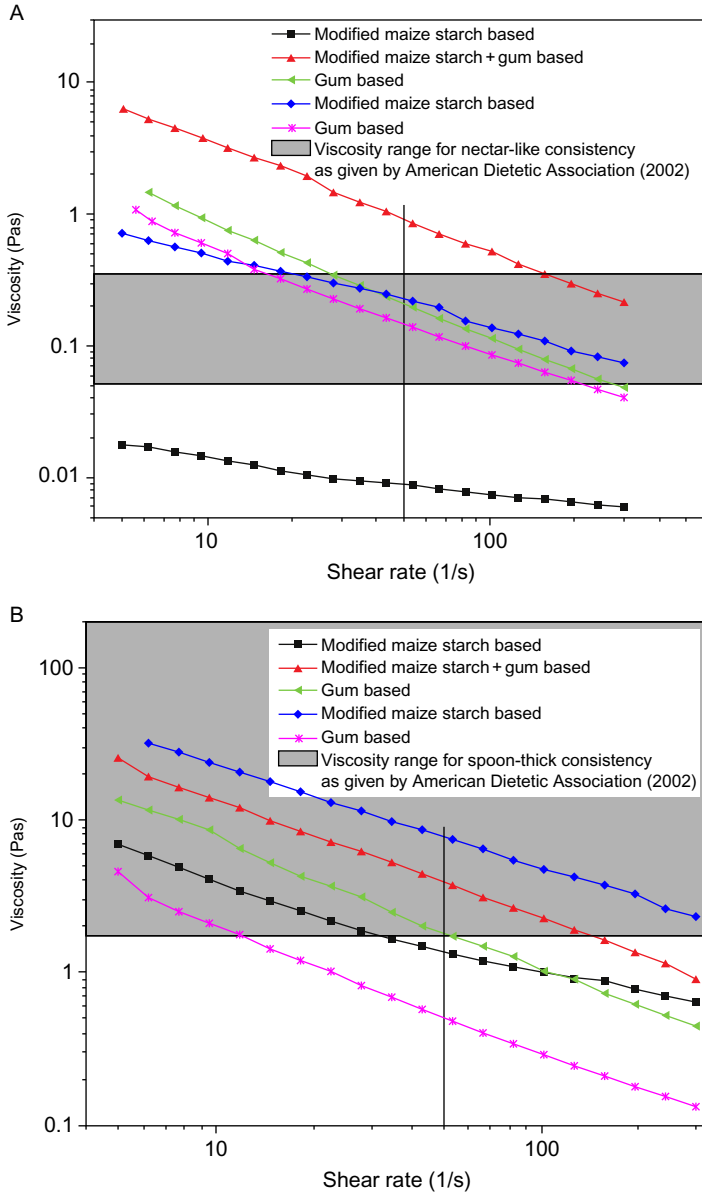 A
Modified maize starch based
Modified maize starch + gum based
Gum based
Modified maize starch based
Gum based
Viscosity range for nectar-like consistency
as given by American Dietetic Association (2002)
10
1
0.1
0.01
Viscosity (Pas)
10
100
Shear rate (1/s)
B
Modified maize starch based
Modified maize starch + gum based
Gum based
Modified maize starch based
Gum based
Viscosity range for spoon-thick consistency
as given by American Dietetic Association (2002)
100
10
1
0.1
Viscosity (Pas)
10
100
Shear rate (1/s)